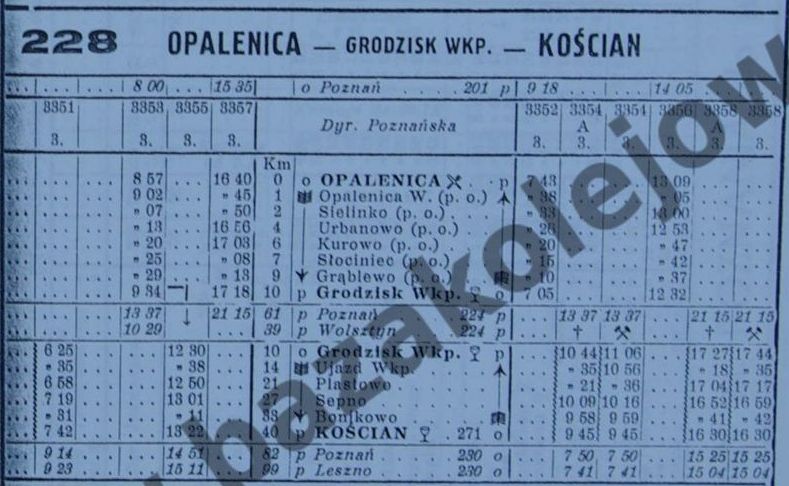 228 OPALENICA — GRODZISK WKP. — KOŚCIAN
... ... ... 8 00 ... 15 35 o Poznań . . . . 201 p 9 18 ... ... 14 05 ... ...
3351 3353 3355 3357 Dyr. Poznańska 3352 3354 3354 3356 3358 3358
A A
3. 3. 3. 3. 3. 3. 3. 3. 3. 3.
Km
8 57 ... 16 40 0 o OPALENICA . . p 7 43 ... ... 13 09 ... ...
9 02 ... " 45 1 Opalenica W. (p. o.) " 38 ... ... " 05 ... ...
" 07 ... " 50 2 Sielinko (p. o.) . " 33 ... ... 13 00 ... ...
" 13 ... 16 56 4 Urbanowo (p. o.) . " 26 ... ... 12 53 ... ...
" 20 ... 17 03 6 Kurowo (p. o.) . . " 20 ... ... " 47 ... ...
" 25 ... " 08 7 Słociniec (p. o.) . " 15 ... ... " 42 ... ...
" 29 ... " 13 9 Grąblewo (p. o.) " 10 ... ... " 37 ... ...
9 34 17 18 10 p Grodzisk Wkp. o 7 05 ... ... 12 32 ... ...
13 37 ↓ 21 15 61 p Poznań . . . 224 p ... 13 37 13 37 ... 21 15 21 15
10 29 ... 39 p Wolsztyn . . 224 p ... † ⚒ ... † ⚒
6 25 ... ... 12 30 ... 10 o Grodzisk Wkp. p ... 10 44 11 06 ... 17 27 17 44
" 35 ... ... " 38 ... 14 Ujazd Wkp. ... " 35 10 56 ... " 18 " 35
6 58 ... ... 12 50 ... 21 Plastowo . . . ... " 21 " 36 ... 17 04 17 17
7 19 ... ... 13 01 ... 27 Sepno . . . . ... 10 09 10 16 ... 16 52 16 59
" 31 ... ... " 11 ... 33 Bonikowo . . . ... 9 58 9 59 ... " 41 " 42
7 42 ... ... 13 22 ... 40 p KOŚCIAN 271 o ... 9 45 9 45 ... 16 30 16 30
9 14 ... ... 14 51 ... 82 p Poznań . . . 230 o ... 7 50 7 50 ... 15 25 15 25
9 23 ... ... 15 11 ... 99 p Leszno . . . . 230 o ... 7 41 7 41 ... 15 04 15 04
bazakolejow